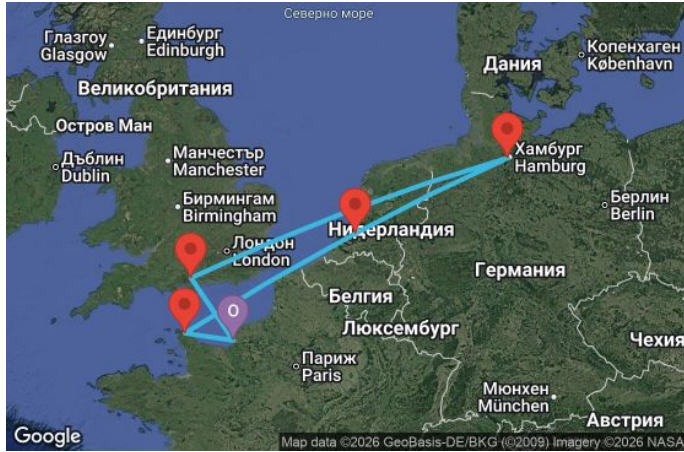 Северно море
Глазгоу
Glasgow
Единбург
Edinburgh
Копенхаген
København
Дания
Великобритания
Остров Ман
Дъблин
Dublin
Манчестър
Manchester
Хамбург
Hamburg
Бирмингам
Birmingham
Берлин
Berlin
Лондон
London
Нидерландия
Германия
Белгия
О
Люксембург
Чехия
Париж
Paris
Мюнхен
München
Австрия
Google
Map data ©2026 GeoBasis-DE/BKG (©2009) Imagery ©2026 NASA